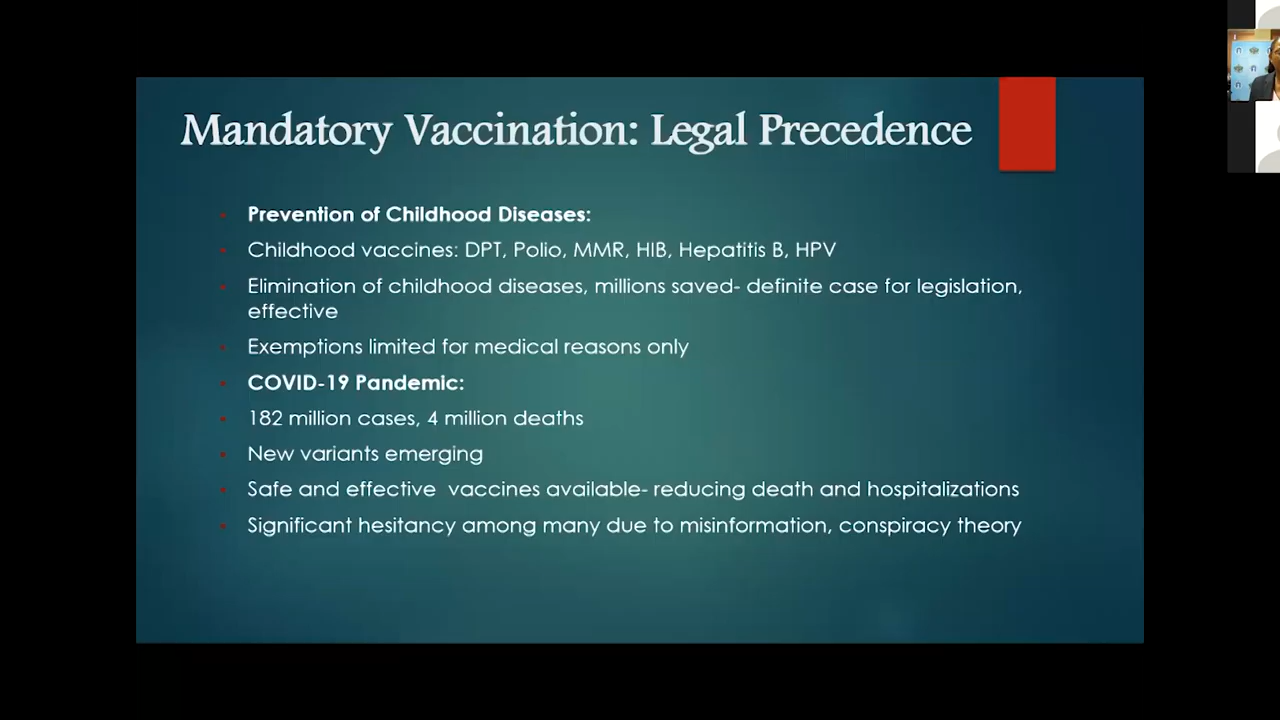 Mandatory Vaccination: Legal Precedence
Prevention of Childhood Diseases:
Childhood vaccines: DPT, Polio, MMR, HIB, Hepatitis B, HPV
Elimination of childhood diseases, millions saved- definite case for legislation,
effective
Exemptions limited for medical reasons only
COVID-19 Pandemic:
182 million cases, 4 million deaths
New variants emerging
Safe and effective  vaccines available- reducing death and hospitalizations
Significant hesitancy among many due to misinformation, conspiracy theory